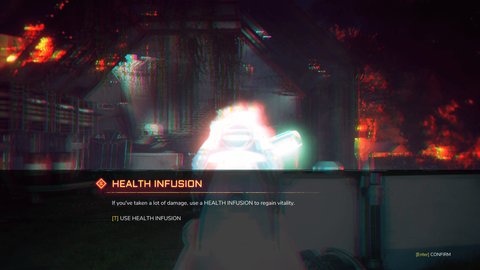 HEALTH INFUSION
If you've taken a lot of damage, use a HEALTH INFUSION to regain vitality.
[T] USE HEALTH INFUSION
[Enter] CONFIRM